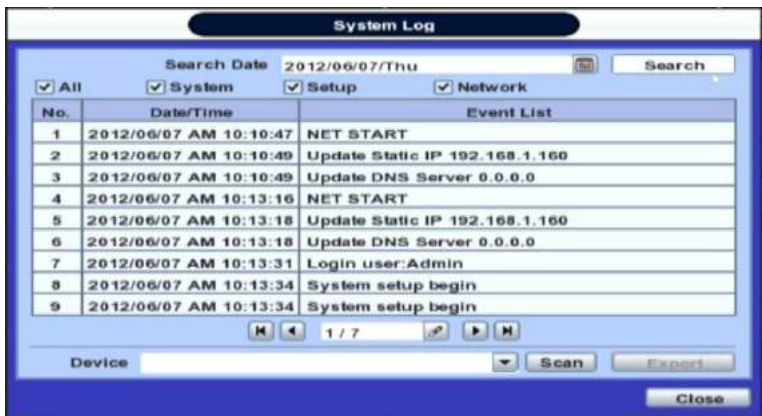 System Log
Search Date 2012/06/07/Thu Search
All System Setup Network
No. Date/Time Event List
1 2012/06/07 AM 10:10:47 NET START
2 2012/06/07 AM 10:10:49 Update Static IP 192.168.1.160
3 2012/06/07 AM 10:10:49 Update DNS Server 0.0.0.0
4 2012/06/07 AM 10:13:16 NET START
5 2012/06/07 AM 10:13:18 Update Static IP 192.168.1.160
6 2012/06/07 AM 10:13:18 Update DNS Server 0.0.0.0
7 2012/06/07 AM 10:13:31 Login user:Admin
8 2012/06/07 AM 10:13:34 System setup begin
9 2012/06/07 AM 10:13:34 System setup begin
1 / 7
Device Scan Export
Close